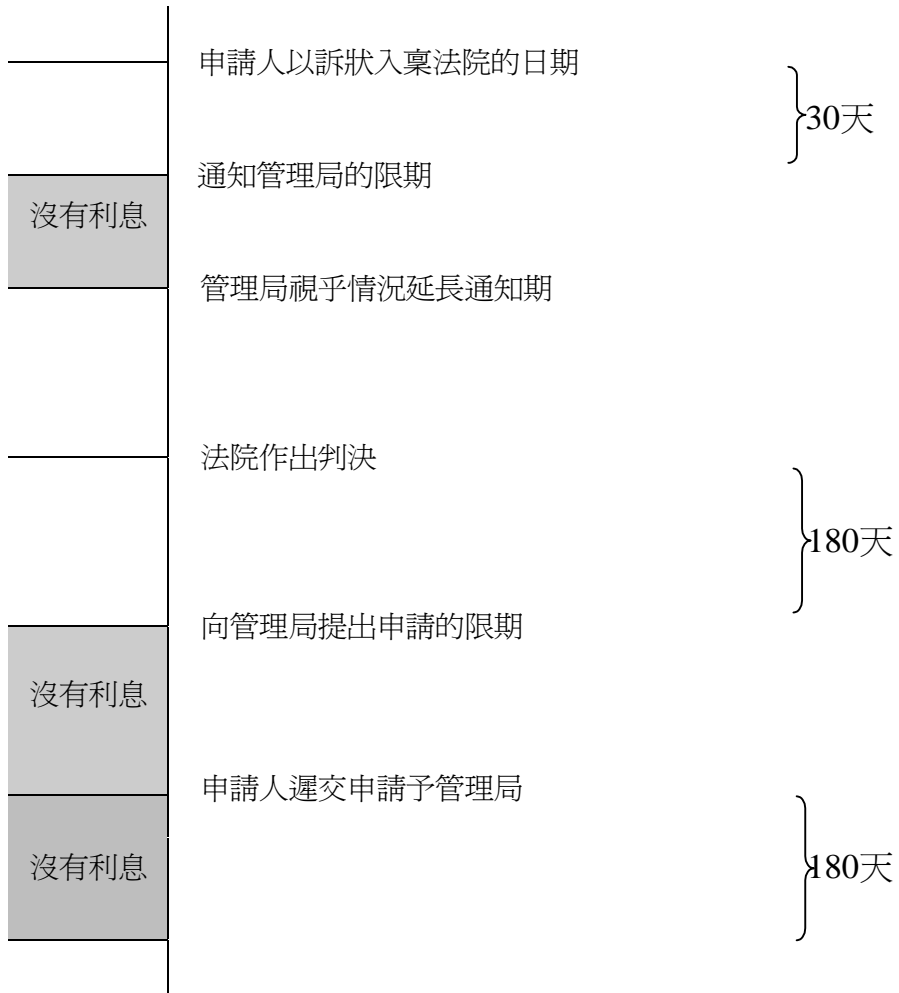 申請人以訴狀入稟法院的日期
30天
通知管理局的限期
沒有利息
管理局視乎情況延長通知期
法院作出判決
180天
向管理局提出申請的限期
沒有利息
申請人遲交申請予管理局
沒有利息
180天